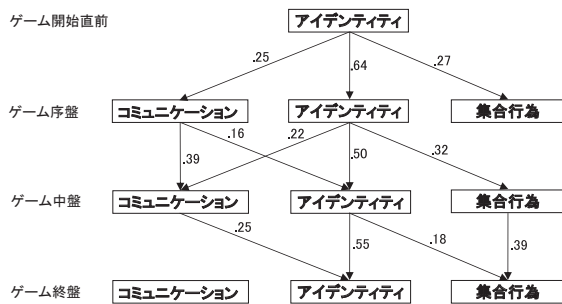 ゲーム開始直前 アイデンティティ
.25 .64 .27
ゲーム序盤 コミュニケーション アイデンティティ 集合行為
.39 .16 .22 .50 .32
ゲーム中盤 コミュニケーション アイデンティティ 集合行為
.25 .55 .18 .39
ゲーム終盤 コミュニケーション アイデンティティ 集合行為